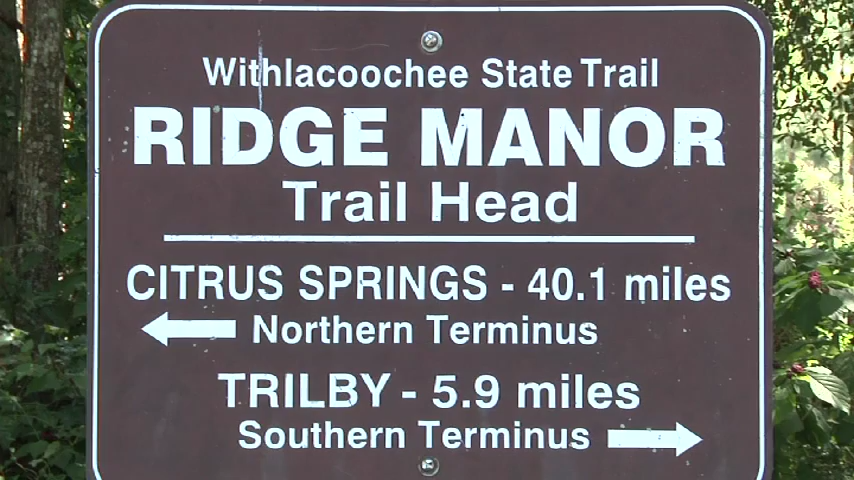 Withlacoochee State Trail
RIDGE MANOR
Trail Head
CITRUS SPRINGS - 40.1 miles
Northern Terminus
TRILBY - 5.9 miles
Southern Terminus